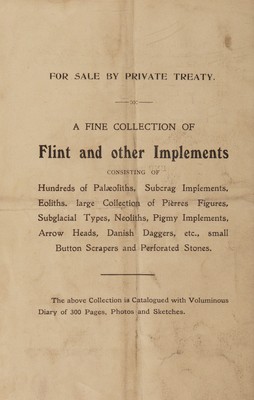 FOR SALE BY PRIVATE TREATY.
A FINE COLLECTION OF
Flint and other Implements
CONSISTING OF
Hundreds of Palæoliths, Subcrag Implements,
Eoliths, large Collection of Pièrres Figures,
Subglacial Types, Neoliths, Pigmy Implements,
Arrow Heads, Danish Daggers, etc., small
Button Scrapers and Perforated Stones.
The above Collection is Catalogued with Voluminous
Diary of 300 Pages, Photos and Sketches.